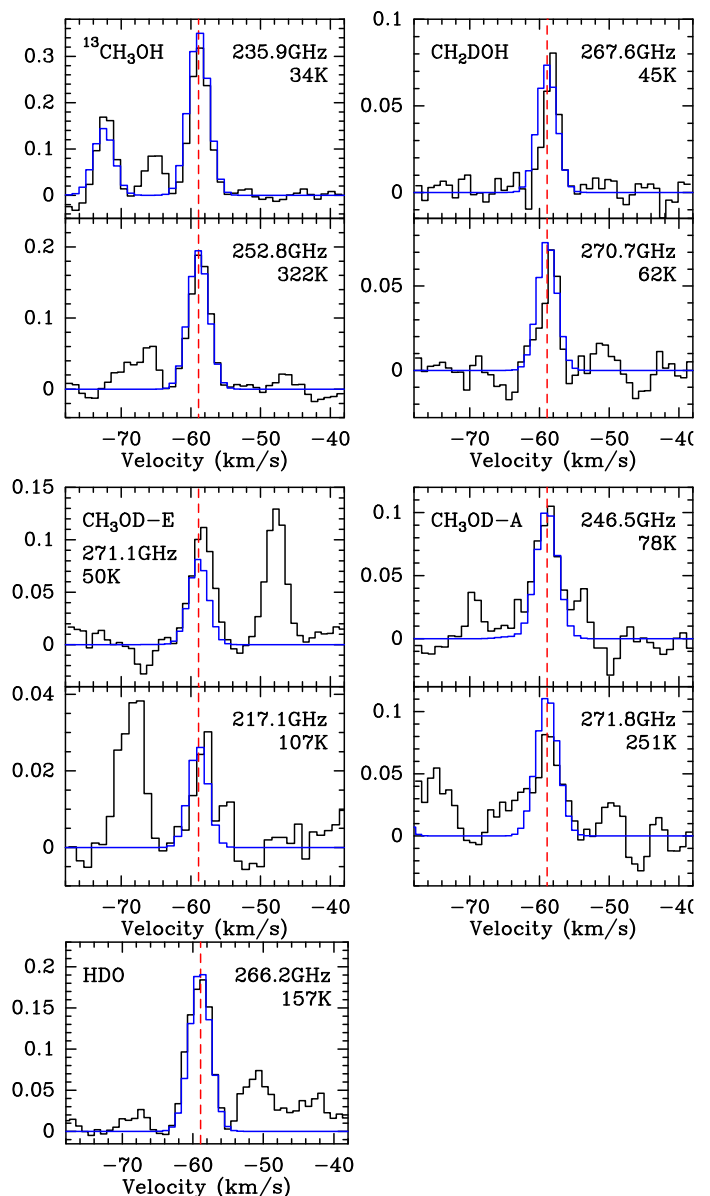 ¹³CH₃OH 235.9GHz
34K
0.3
0.2
0.1
0
252.8GHz
322K
0.2
0.1
0
−70 −60 −50 −40
Velocity (km/s)
CH₂DOH 267.6GHz
45K
0.1
0.05
0
270.7GHz
62K
0.05
0
−70 −60 −50 −40
Velocity (km/s)
CH₃OD−E
271.1GHz
50K
0.15
0.1
0.05
0
217.1GHz
107K
0.04
0.02
0
−70 −60 −50 −40
Velocity (km/s)
CH₃OD−A 246.5GHz
78K
0.1
0.05
0
271.8GHz
251K
0.1
0.05
0
−70 −60 −50 −40
Velocity (km/s)
HDO 266.2GHz
157K
0.2
0.15
0.1
0.05
0
−70 −60 −50 −40
Velocity (km/s)